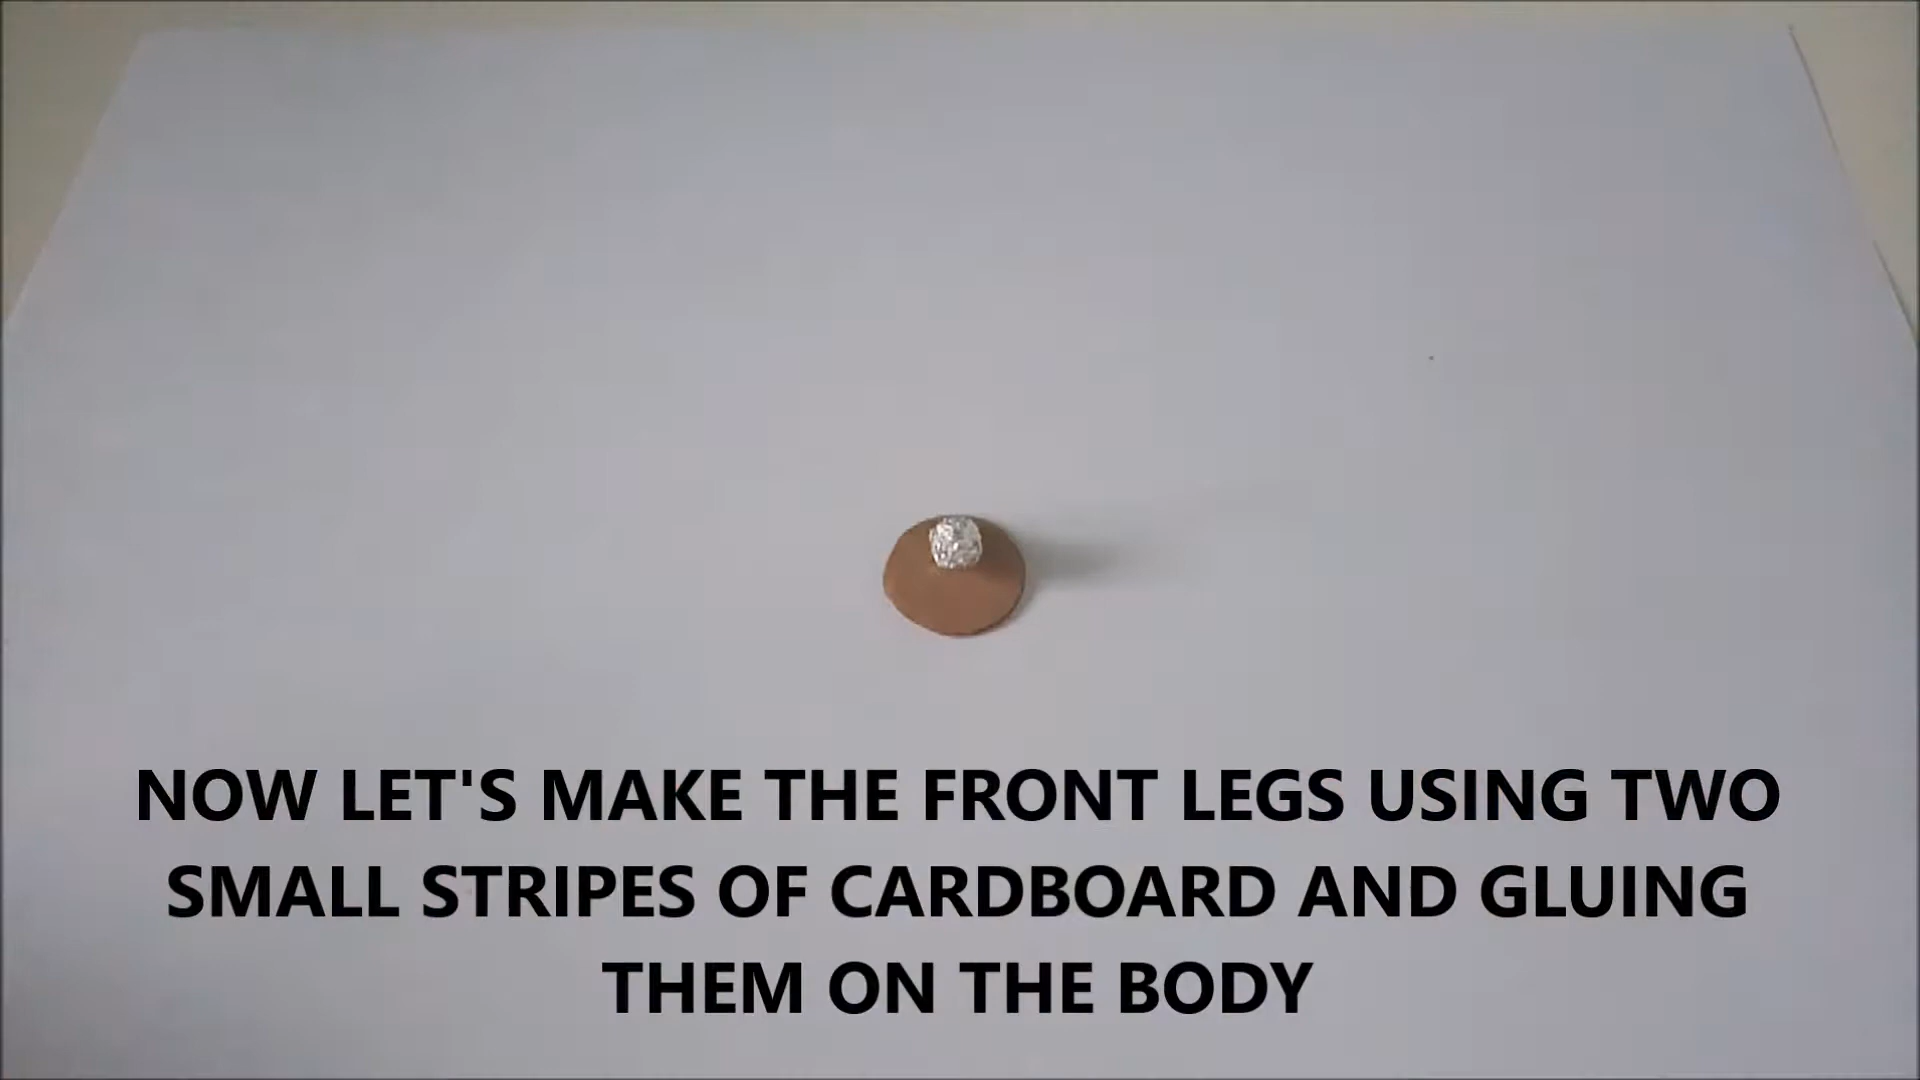 NOW LET'S MAKE THE FRONT LEGS USING TWO
SMALL STRIPES OF CARDBOARD AND GLUING
THEM ON THE BODY